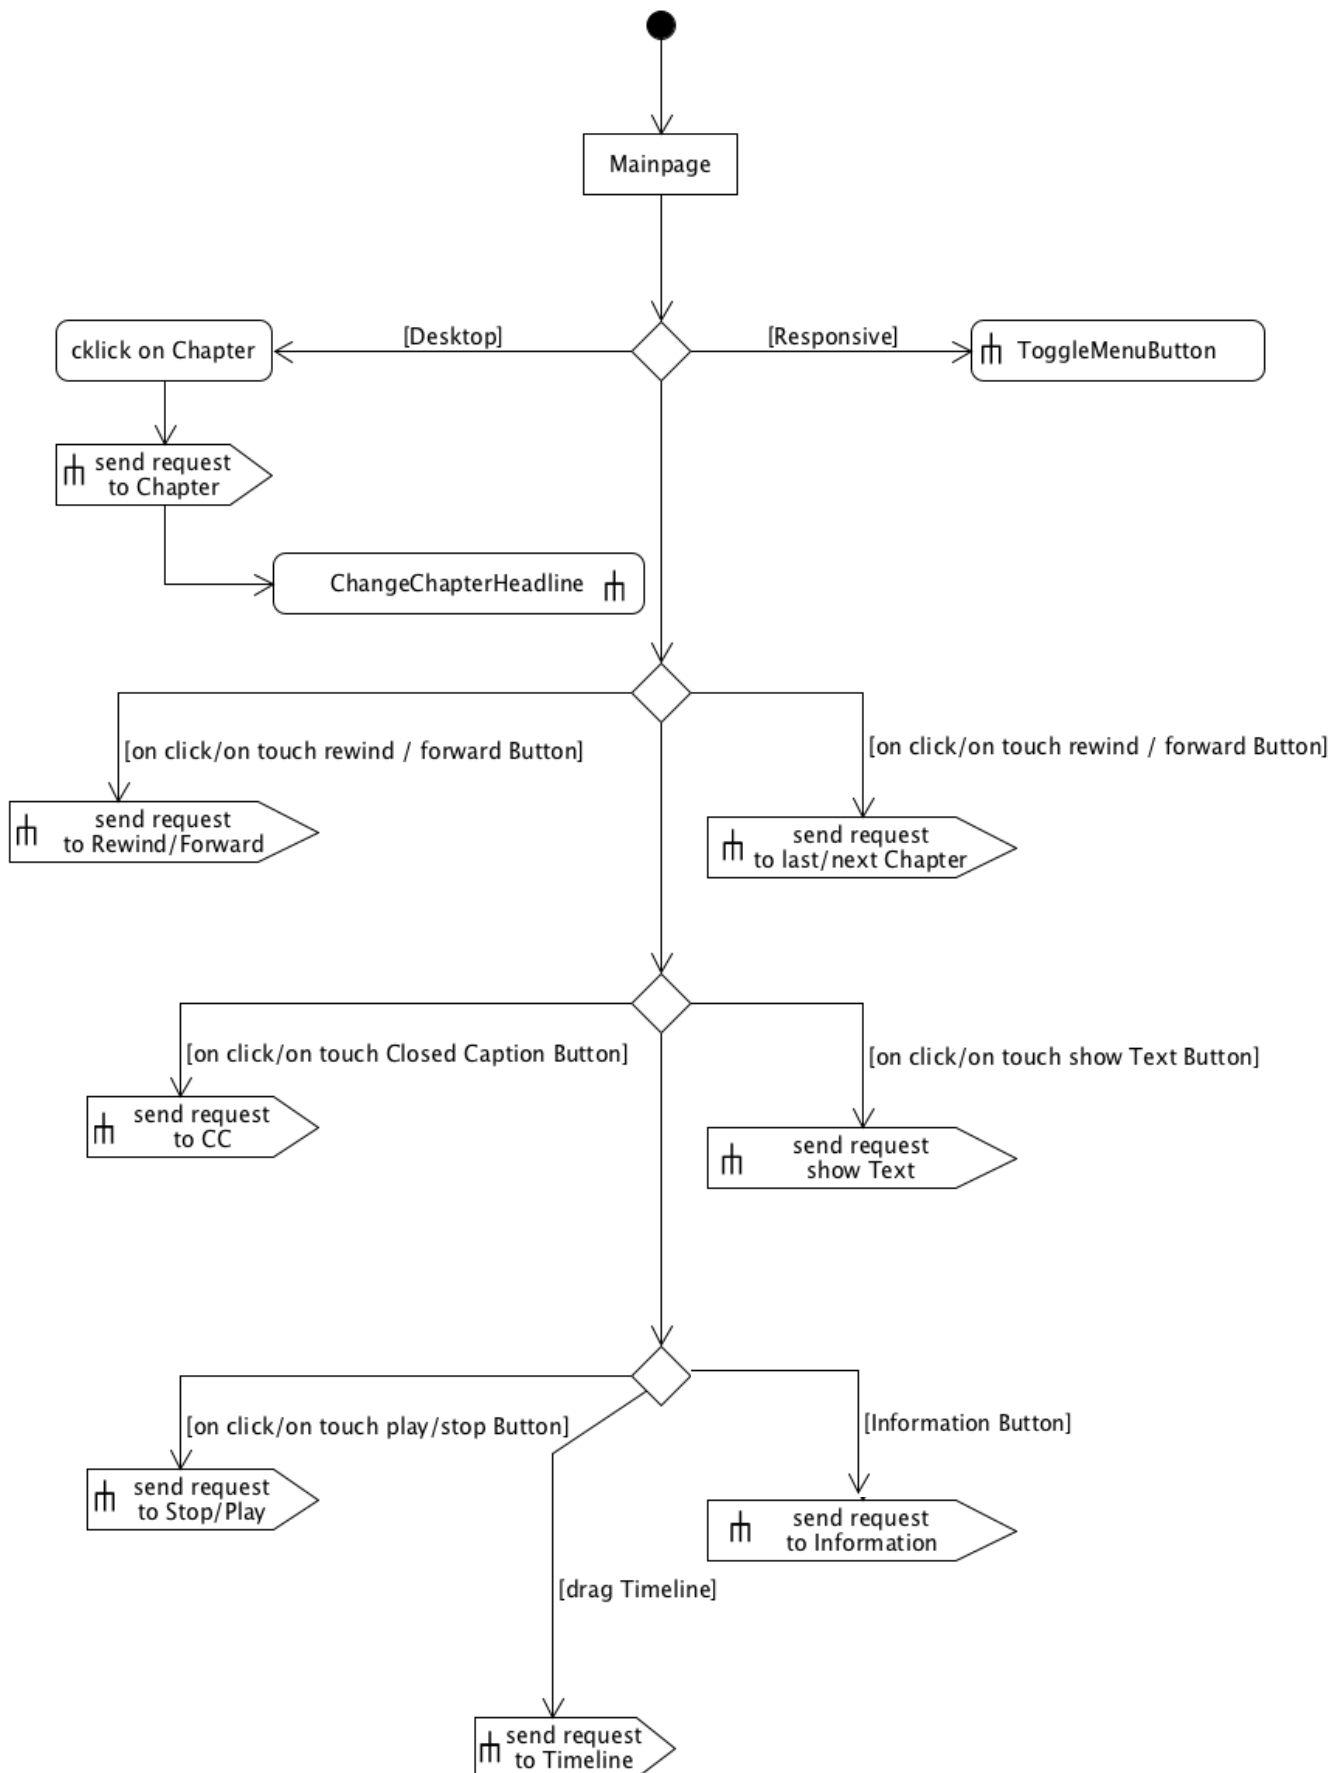 Mainpage
[Desktop]
[Responsive]
cklick on Chapter
ToggleMenuButton
send request
to Chapter
ChangeChapterHeadline
[on click/on touch rewind / forward Button]
[on click/on touch rewind / forward Button]
send request
to Rewind/Forward
send request
to last/next Chapter
[on click/on touch Closed Caption Button]
[on click/on touch show Text Button]
send request
to CC
send request
show Text
[on click/on touch play/stop Button]
[Information Button]
send request
to Stop/Play
send request
to Information
[drag Timeline]
send request
to Timeline